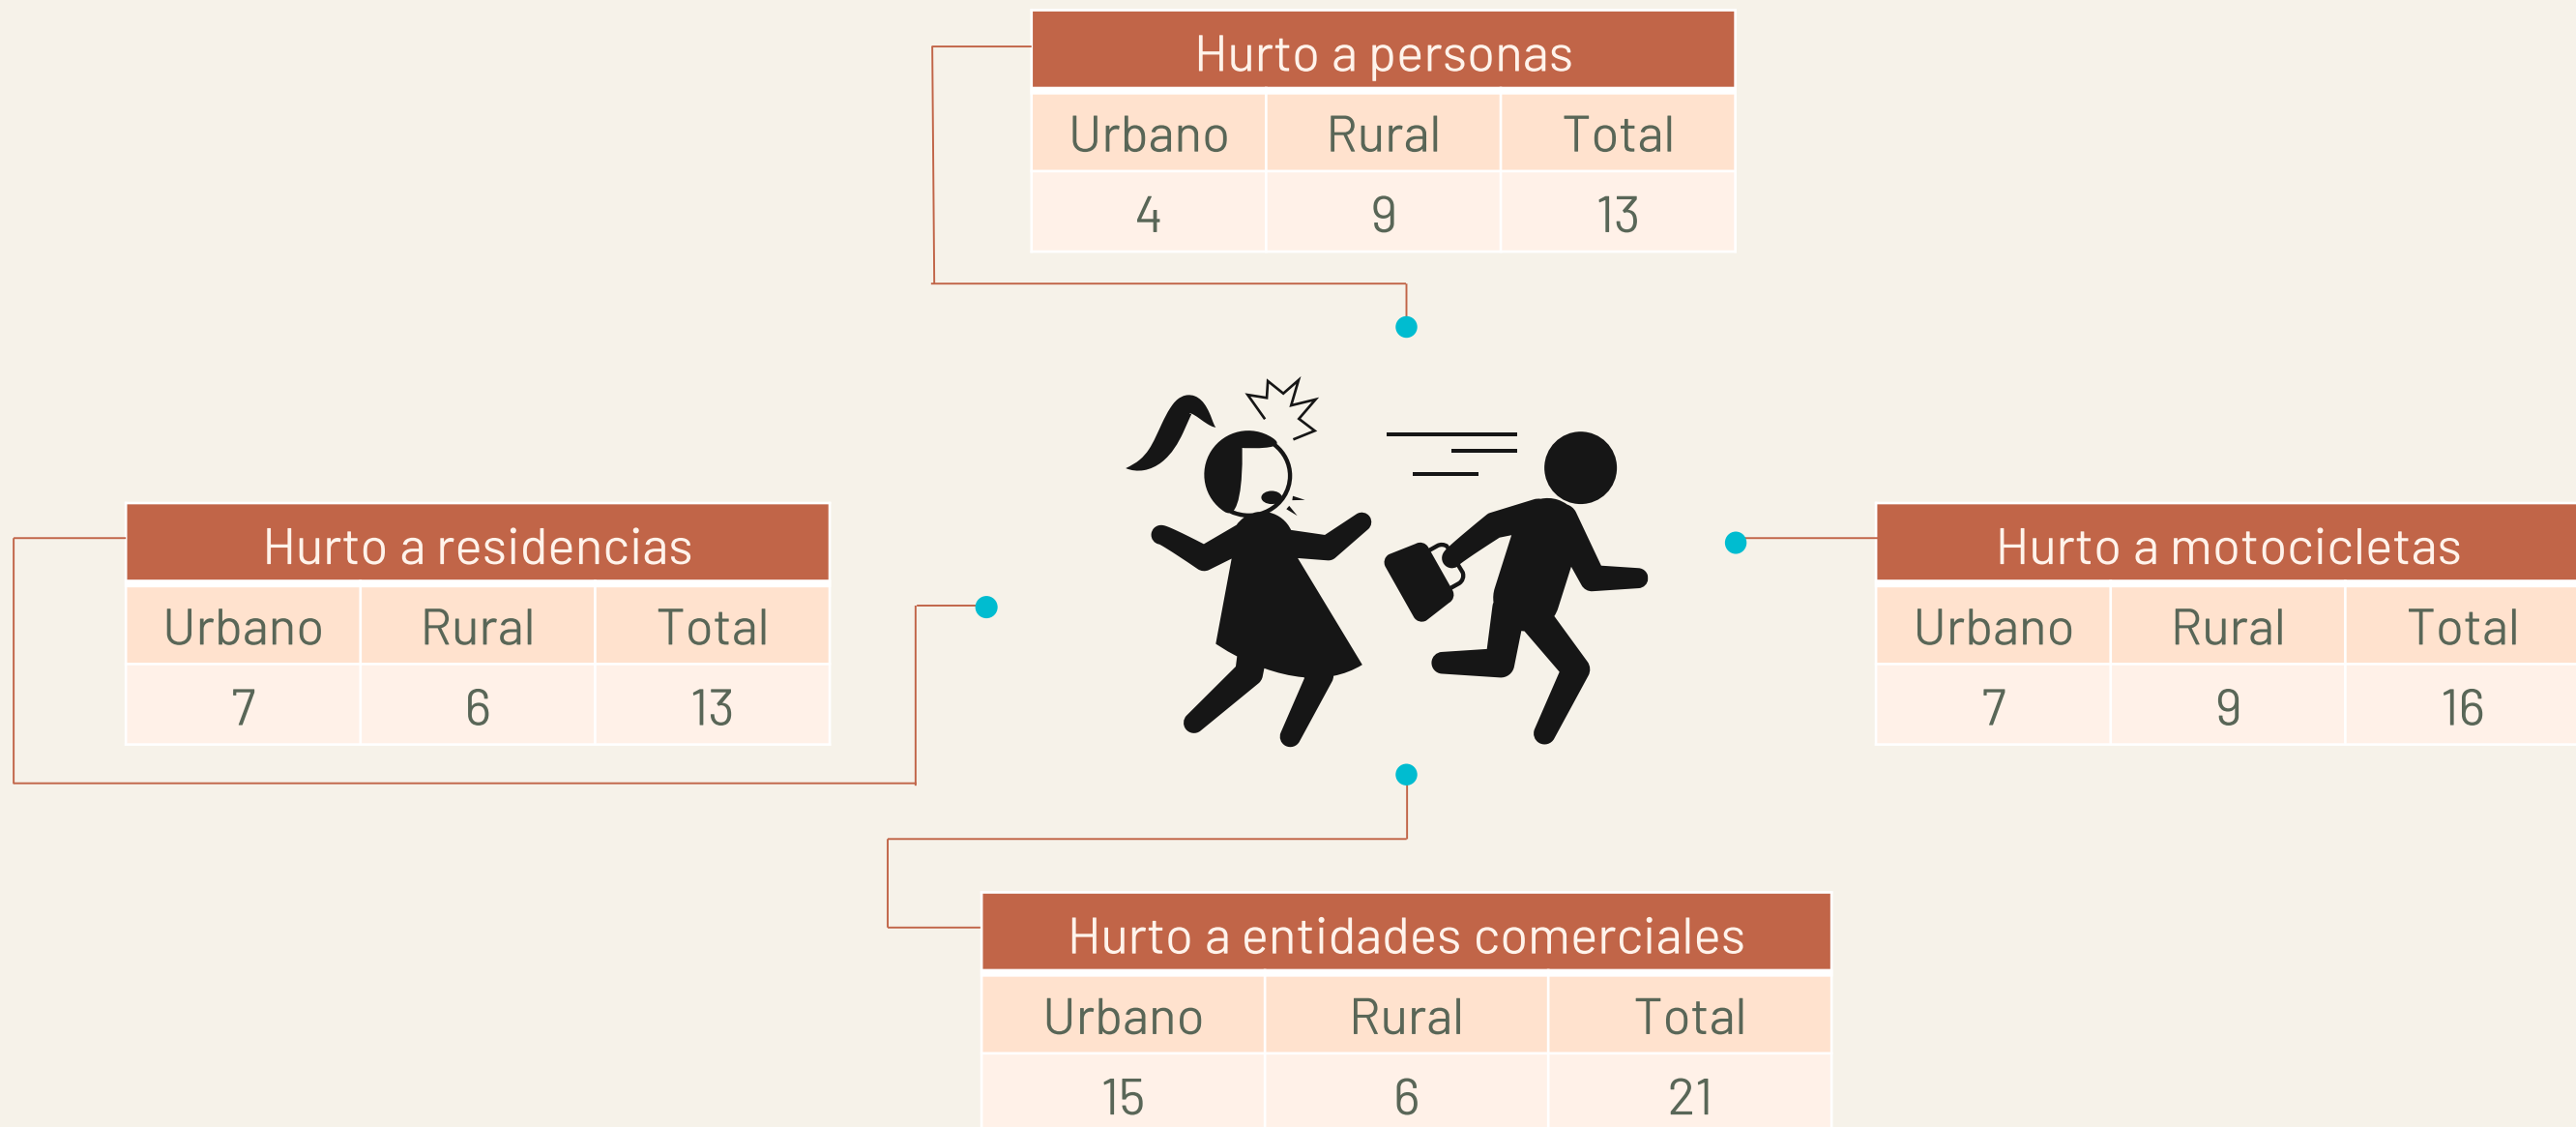 Hurto a personas
Urbano Rural Total
4 9 13
Hurto a residencias
Urbano Rural Total
7 6 13
Hurto a motocicletas
Urbano Rural Total
7 9 16
Hurto a entidades comerciales
Urbano Rural Total
15 6 21